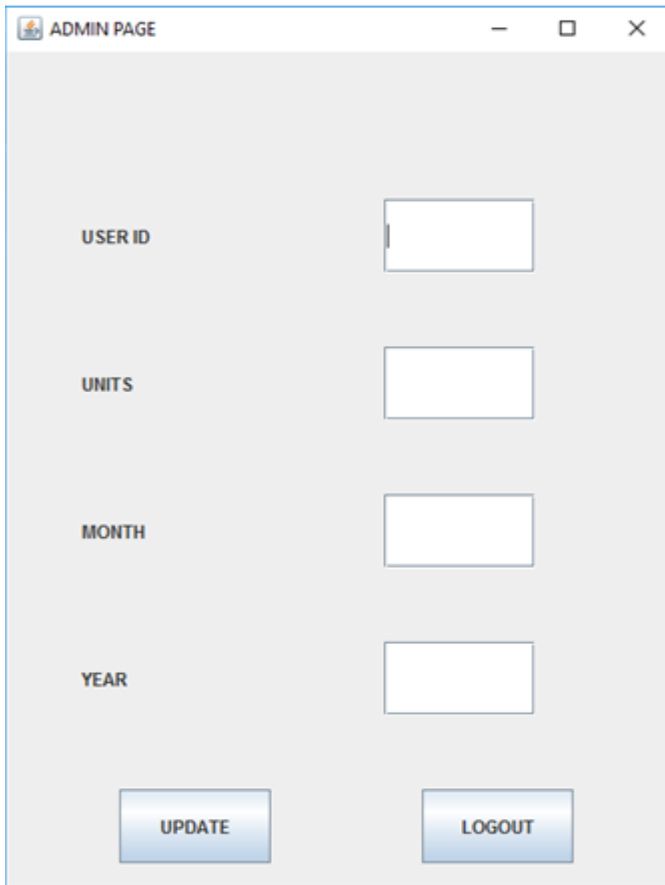 ADMIN PAGE
USER ID
UNITS
MONTH
YEAR
UPDATE LOGOUT